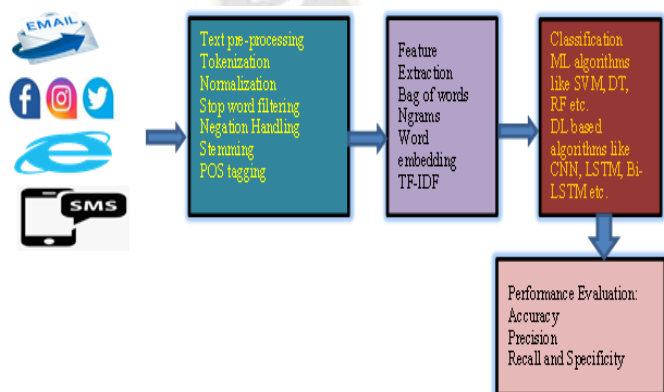 EMAIL
SMS
Text pre-processing
Tokenization
Normalization
Stop word filtering
Negation Handling
Stemming
POS tagging
Feature
Extraction
Bag of words
Ngrams
Word
embedding
TF-IDF
Classification
ML algorithms
like SVM, DT,
RF etc.
DL based
algorithms like
CNN, LSTM, Bi-
LSTM etc.
Performance Evaluation:
Accuracy
Precision
Recall and Specificity